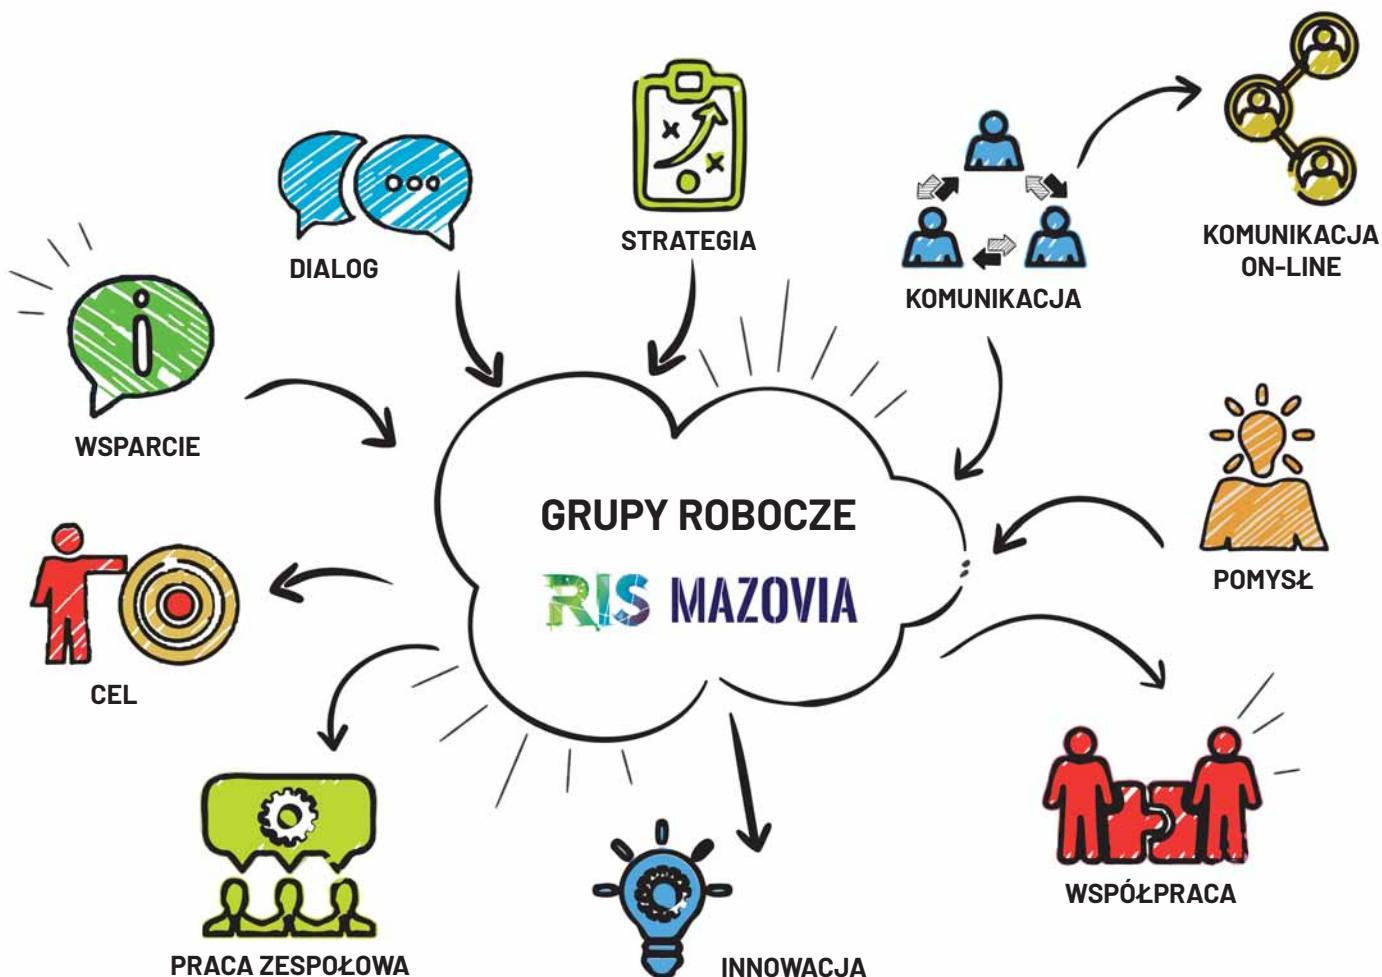 STRATEGIA
DIALOG
KOMUNIKACJA
ON-LINE
KOMUNIKACJA
WSPARCIE
GRUPY ROBOCZE
RIS MAZOVIA
POMYSŁ
CEL
WSPÓŁPRACA
PRACA ZESPOŁOWA
INNOWACJA